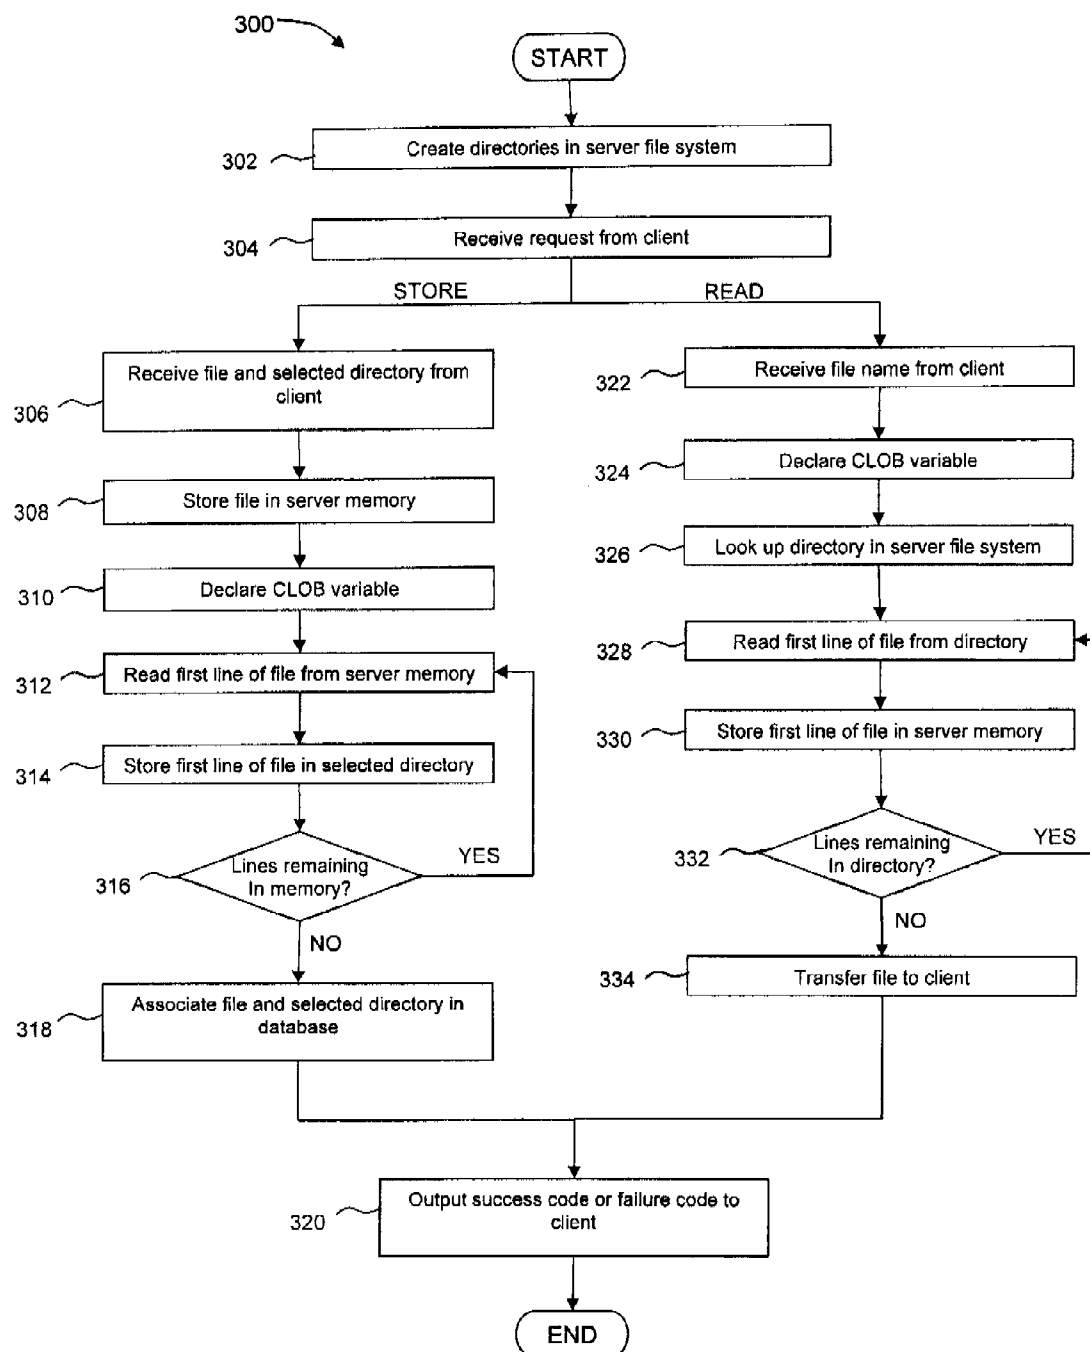 300
START
302
Create directories in server file system
304
Receive request from client
STORE
READ
306
Receive file and selected directory from
client
308
Store file in server memory
310
Declare CLOB variable
312
Read first line of file from server memory
314
Store first line of file in selected directory
316
Lines remaining
In memory?
YES
NO
318
Associate file and selected directory in
database
322
Receive file name from client
324
Declare CLOB variable
326
Look up directory in server file system
328
Read first line of file from directory
330
Store first line of file in server memory
332
Lines remaining
In directory?
YES
NO
334
Transfer file to client
320
Output success code or failure code to
client
END